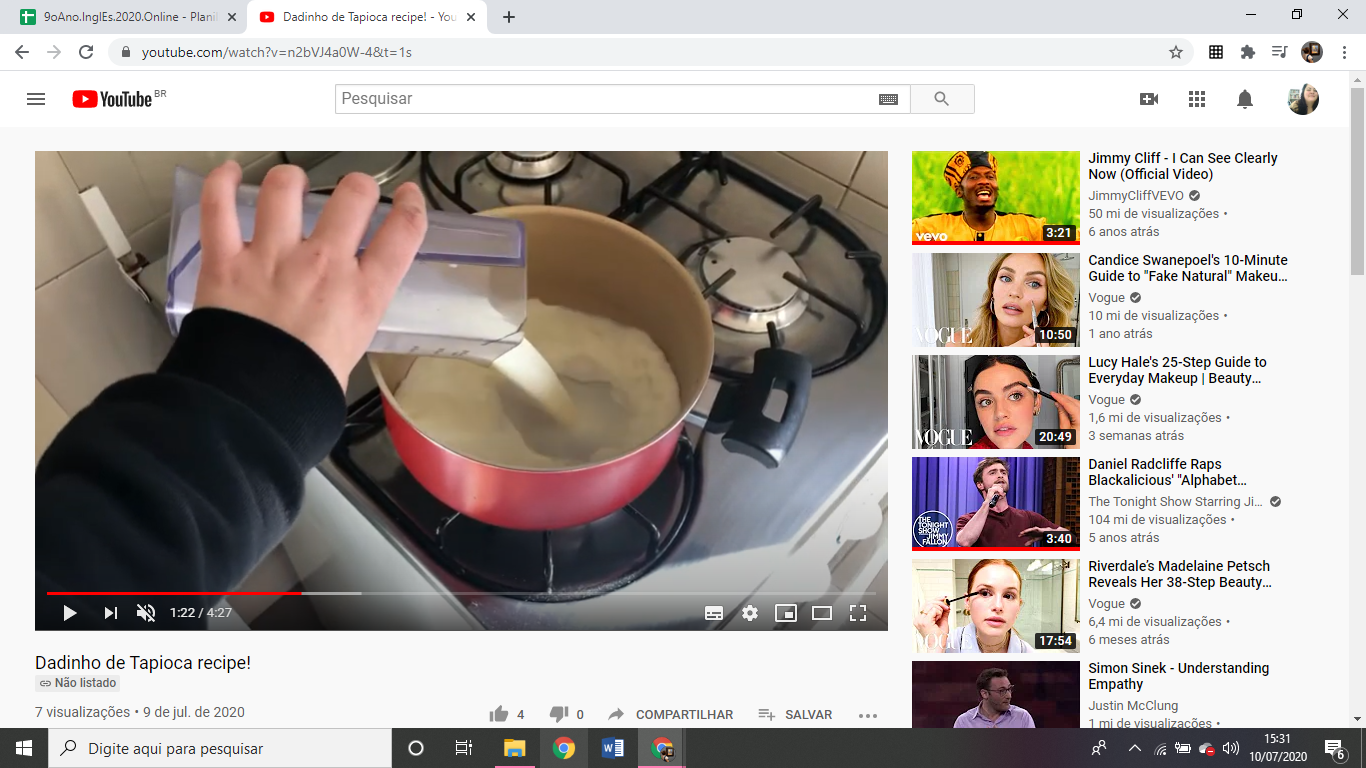 9oAno.InglEs.2020.Online - Plani
Dadinho de Tapioca recipe! - You
youtube.com/watch?v=n2bVJ4a0W-4&t=1s
YouTube BR
Pesquisar
1:22 / 4:27
Dadinho de Tapioca recipe!
Não listado
7 visualizações • 9 de jul. de 2020
4
0
COMPARTILHAR
SALVAR
vevo
3:21
Jimmy Cliff - I Can See Clearly
Now (Official Video)
JimmyCliffVEVO
50 mi de visualizações •
6 anos atrás
VOGUE
10:50
Candice Swanepoel's 10-Minute
Guide to "Fake Natural" Makeu...
Vogue
10 mi de visualizações •
1 ano atrás
VOGUE
20:49
Lucy Hale's 25-Step Guide to
Everyday Makeup | Beauty...
Vogue
1,6 mi de visualizações •
3 semanas atrás
THE
TONIGHT
SHOW
STARRING
JIMMY
FALLON
3:40
Daniel Radcliffe Raps
Blackalicious' "Alphabet...
The Tonight Show Starring Ji...
104 mi de visualizações •
5 anos atrás
17:54
Riverdale’s Madelaine Petsch
Reveals Her 38-Step Beauty...
Vogue
6,4 mi de visualizações •
6 meses atrás
Simon Sinek - Understanding
Empathy
Justin McClung
1 mi de visualizações •
Digite aqui para pesquisar
15:31
10/07/2020
6